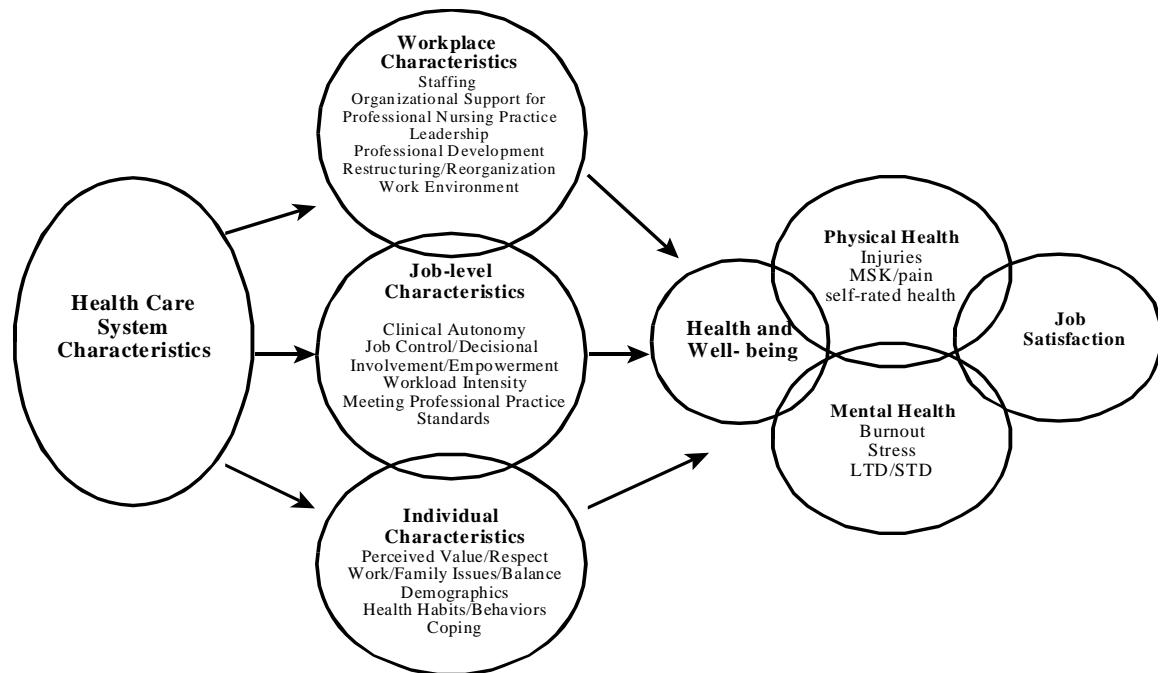 Workplace
Characteristics
Staffing
Organizational Support for
Professional Nursing Practice
Leadership
Professional Development
Restructuring/Reorganization
Work Environment
Health Care
System
Characteristics
Job-level
Characteristics
Clinical Autonomy
Job Control/Decisional
Involvement/Empowerment
Workload Intensity
Meeting Professional Practice
Standards
Individual
Characteristics
Perceived Value/Respect
Work/Family Issues/Balance
Demographics
Health Habits/Behaviors
Coping
Health and
Well- being
Physical Health
Injuries
MSK/pain
self-rated health
Mental Health
Burnout
Stress
LTD/STD
Job
Satisfaction